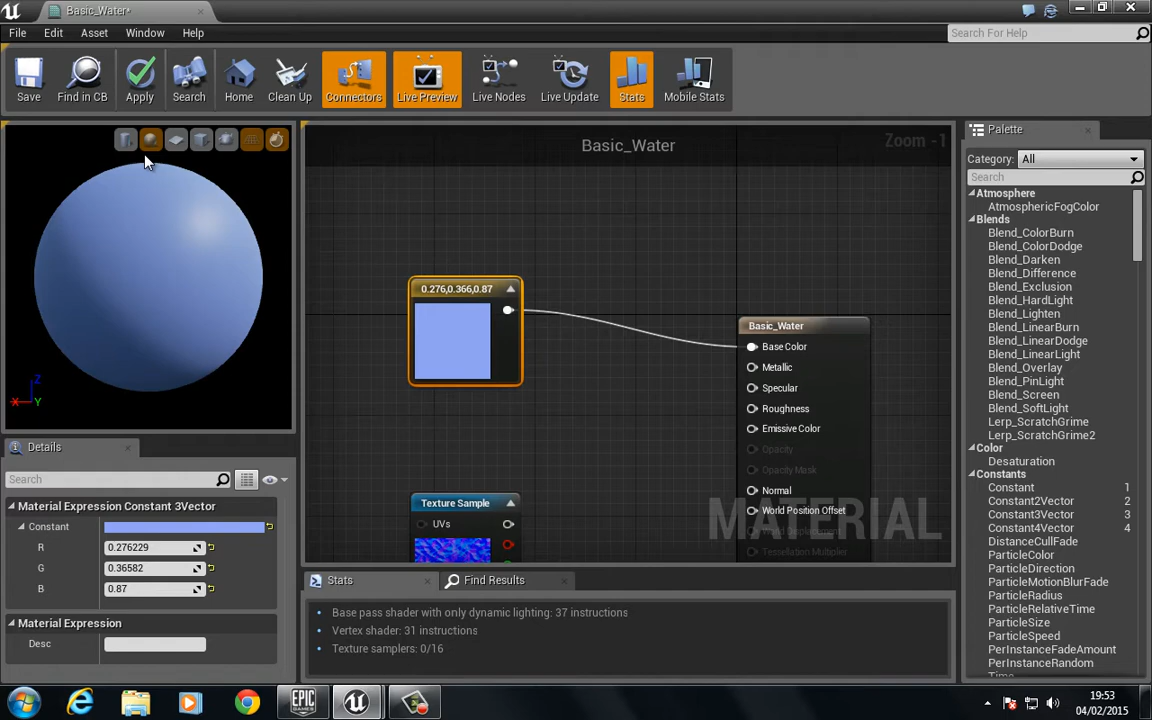 Basic_Water*
File Edit Asset Window Help
Search For Help
Save Find in CB Apply Search Home Clean Up Connectors Live Preview Live Nodes Live Update Stats Mobile Stats
Z
X Y
Basic_Water
Zoom -1
0.276,0.366,0.87
Basic_Water
Base Color
Metallic
Specular
Roughness
Emissive Color
Opacity
Opacity Mask
Normal
World Position Offset
World Displacement
Tessellation Multiplier
Texture Sample
UVs
MATERIAL
Palette
Category: All
Search
Atmosphere
AtmosphericFogColor
Blends
Blend_ColorBurn
Blend_ColorDodge
Blend_Darken
Blend_Difference
Blend_Exclusion
Blend_HardLight
Blend_Lighten
Blend_LinearBurn
Blend_LinearDodge
Blend_LinearLight
Blend_Overlay
Blend_PinLight
Blend_Screen
Blend_SoftLight
Lerp_ScratchGrime
Lerp_ScratchGrime2
Color
Desaturation
Constants
Constant 1
Constant2Vector 2
Constant3Vector 3
Constant4Vector 4
DistanceCullFade
ParticleColor
ParticleDirection
ParticleMotionBlurFade
ParticleRadius
ParticleRelativeTime
ParticleSize
ParticleSpeed
PerInstanceFadeAmount
PerInstanceRandom
Time
Details
Search
Material Expression Constant 3Vector
Constant
R 0.276229
G 0.36582
B 0.87
Material Expression
Desc
Stats
Find Results
Base pass shader with only dynamic lighting: 37 instructions
Vertex shader: 31 instructions
Texture samplers: 0/16
EPIC
GAMES
19:53
04/02/2015